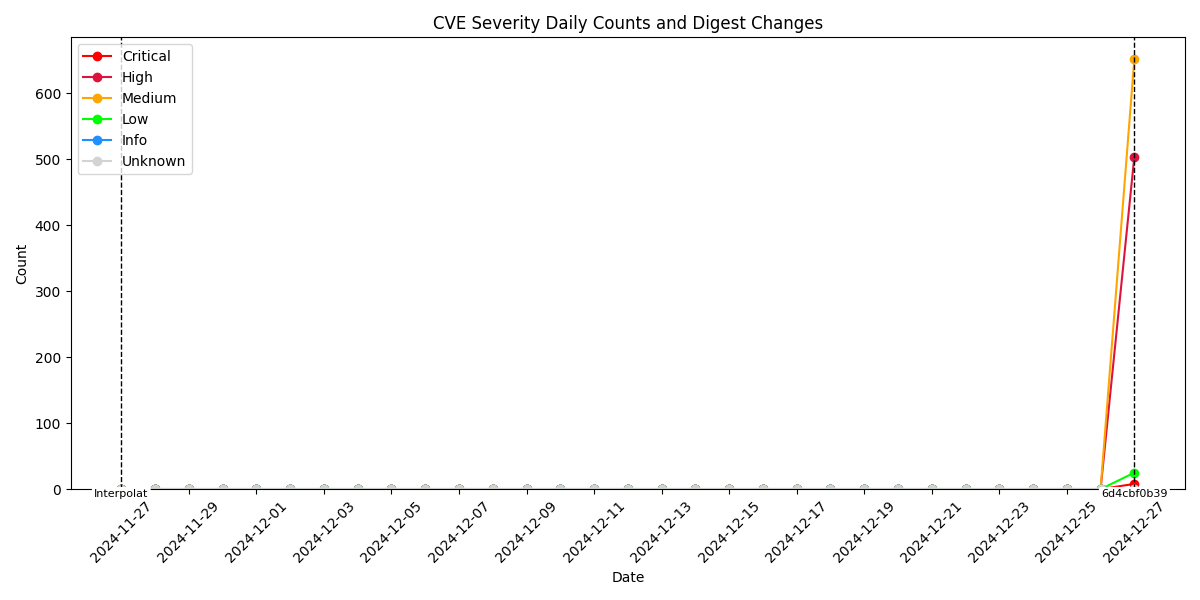 CVE Severity Daily Counts and Digest Changes
Critical
High
Medium
Low
Info
Unknown
Count
600
500
400
300
200
100
0
Interpolat
6d4cbf0b39
2024-11-27
2024-11-29
2024-12-01
2024-12-03
2024-12-05
2024-12-07
2024-12-09
2024-12-11
2024-12-13
2024-12-15
2024-12-17
2024-12-19
2024-12-21
2024-12-23
2024-12-25
2024-12-27
Date